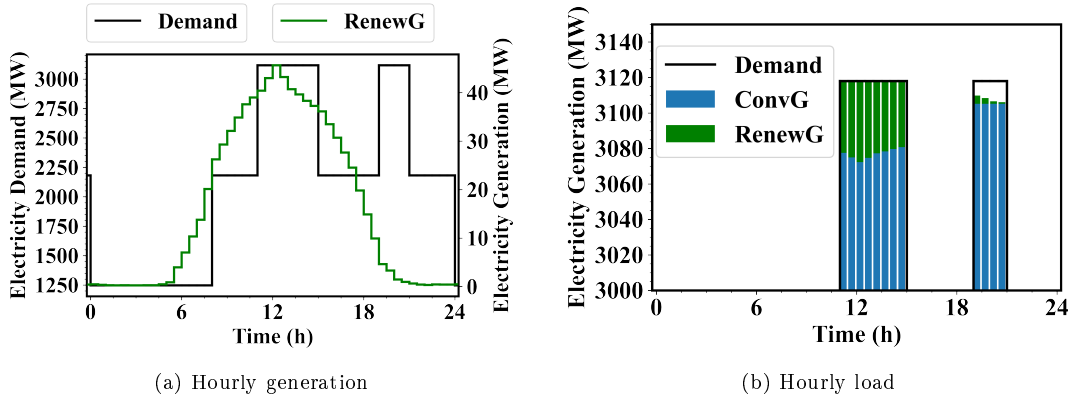 Demand
RenewG
Electricity Demand (MW)
3000
2750
2500
2250
2000
1750
1500
1250
0 6 12 18 24
Time (h)
40
30
20
10
0
Electricity Generation (MW)
(a) Hourly generation
Electricity Generation (MW)
3140
3120
3100
3080
3060
3040
3020
3000
Demand
ConvG
RenewG
0 6 12 18 24
Time (h)
(b) Hourly load